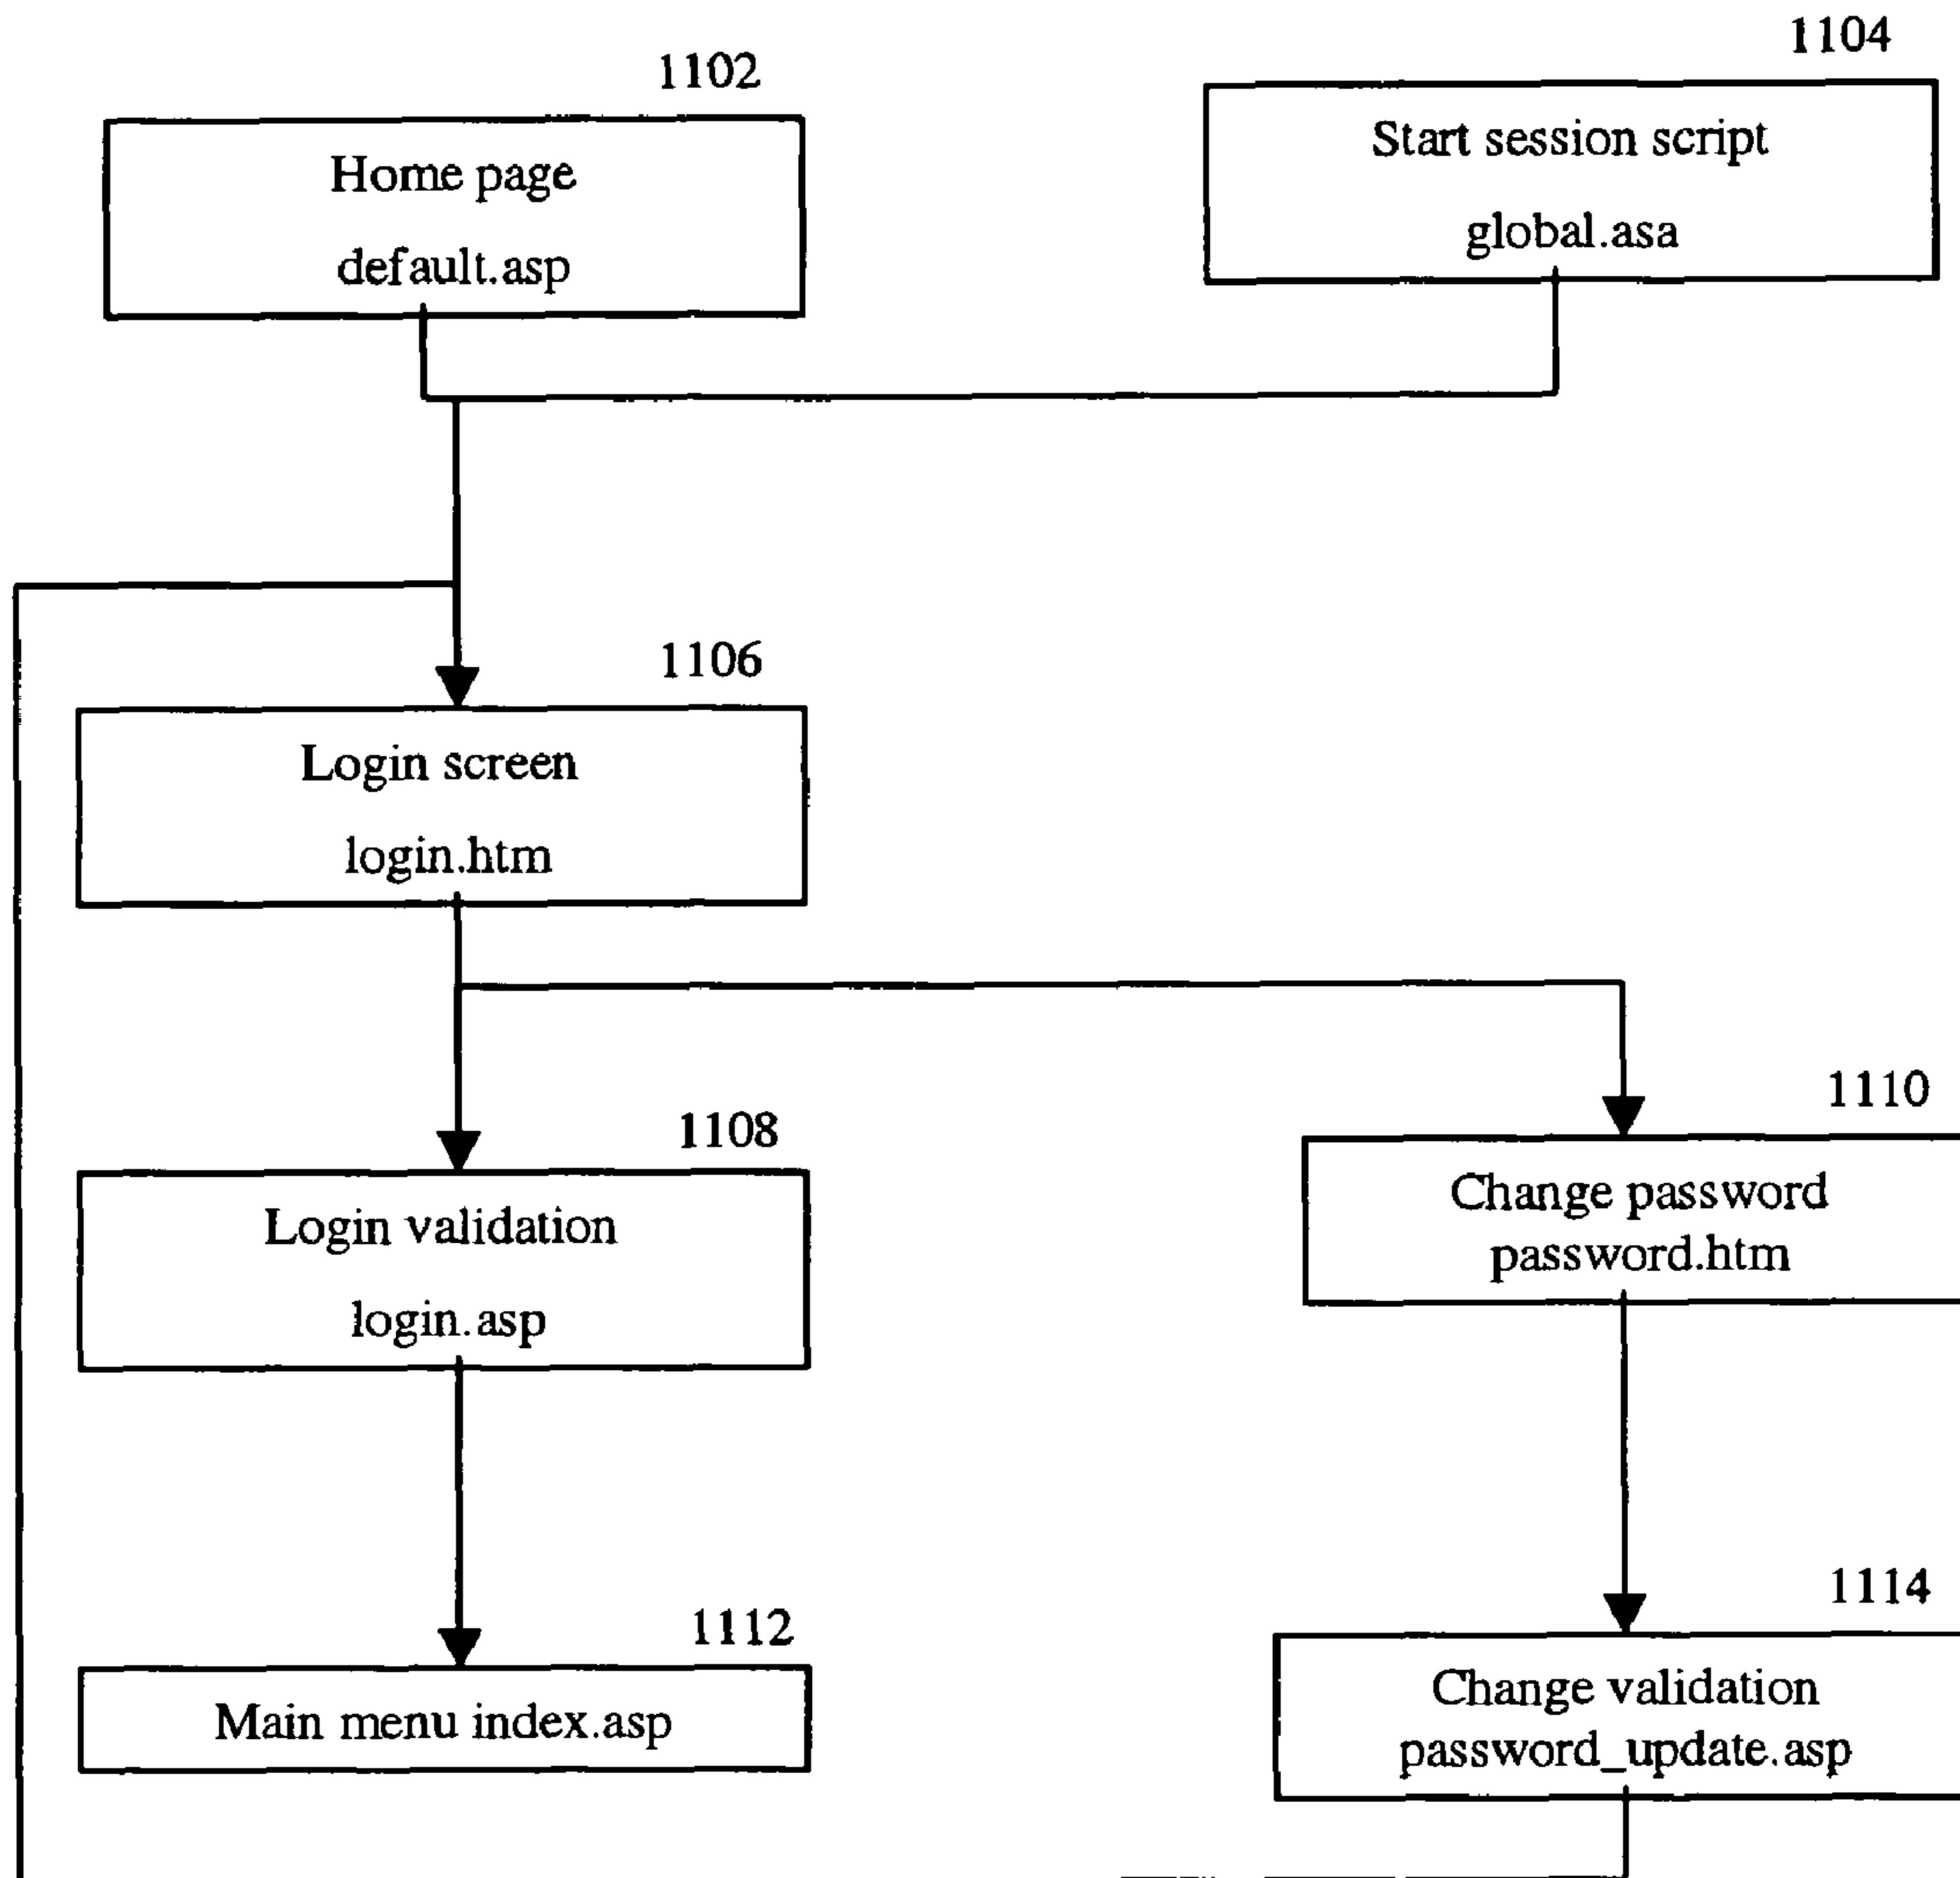 1102
Home page
default.asp
1104
Start session script
global.asa
1106
Login screen
login.htm
1108
Login validation
login.asp
1110
Change password
password.htm
1112
Main menu index.asp
1114
Change validation
password_update.asp